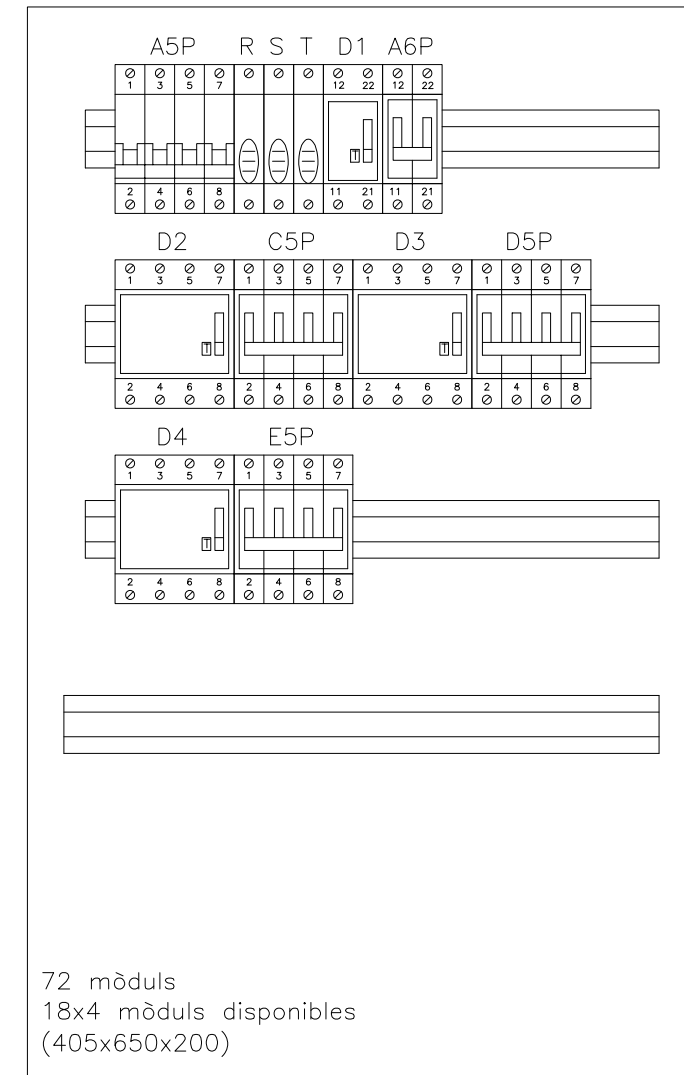 A5P R S T D1 A6P
1 3 5 7 12 22 12 22
2 4 6 8 11 21 11 21
D2 C5P D3 D5P
1 3 5 7 1 3 5 7 1 3 5 7 1 3 5 7
T T
2 4 6 8 2 4 6 8 2 4 6 8 2 4 6 8
D4 E5P
1 3 5 7 1 3 5 7
T
2 4 6 8 2 4 6 8
72 mòduls
18x4 mòduls disponibles
(405x650x200)